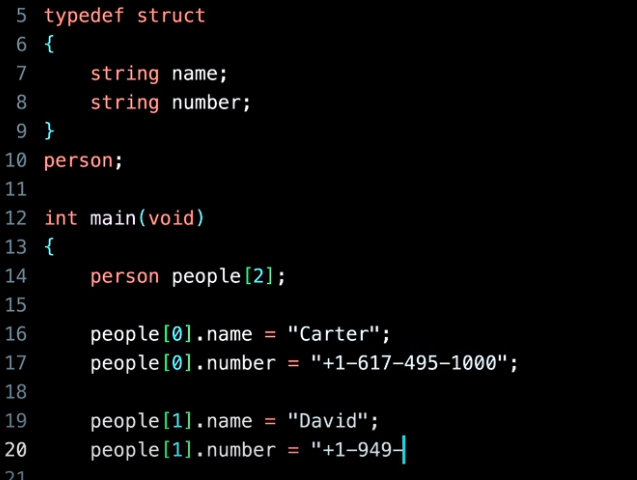 5 typedef struct
6 {
7     string name;
8     string number;
9 }
10 person;
11
12 int main(void)
13 {
14     person people[2];
15
16     people[0].name = "Carter";
17     people[0].number = "+1-617-495-1000";
18
19     people[1].name = "David";
20     people[1].number = "+1-949-
21